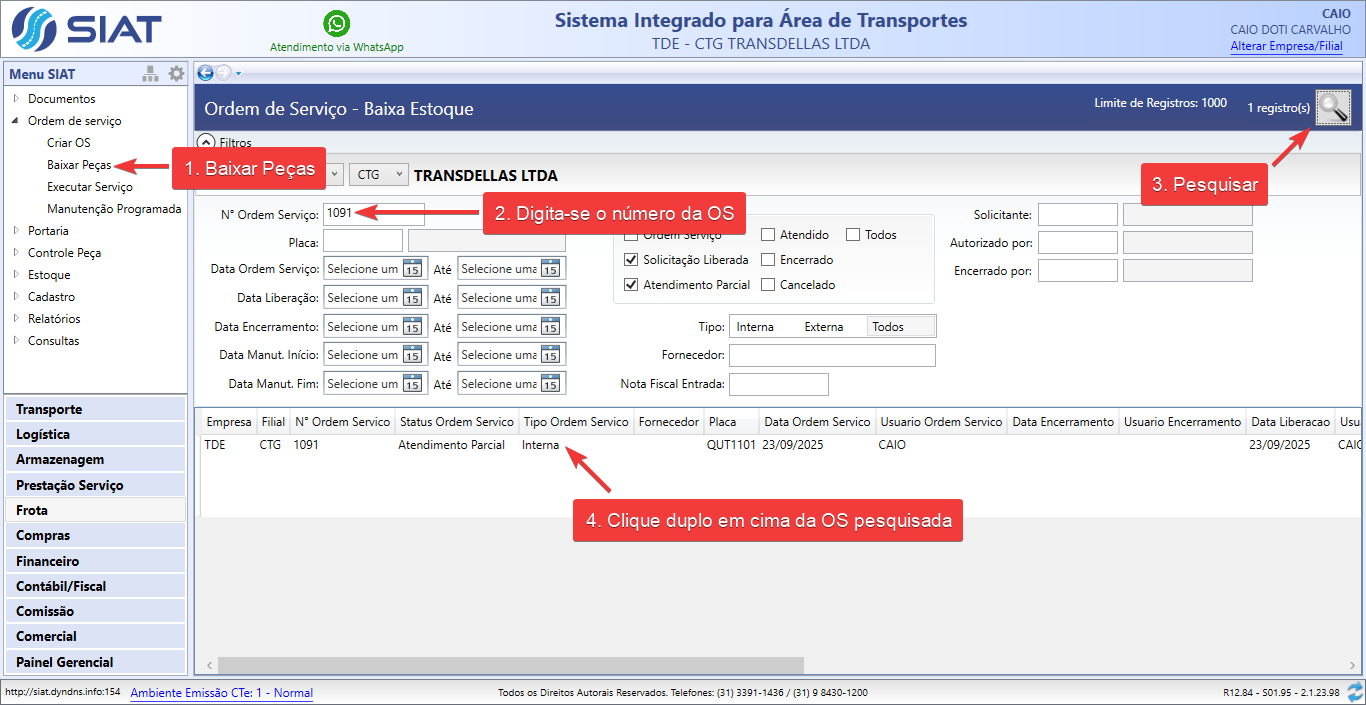 SIAT
Atendimento via WhatsApp
Sistema Integrado para Área de Transportes
TDE - CTG TRANSDELLAS LTDA
CAIO
CAIO DOTI CARVALHO
Alterar Empresa/Filial
Menu SIAT
Documentos
Ordem de serviço
Criar OS
Baixar Peças
Executar Serviço
Manutenção Programada
Portaria
Controle Peça
Estoque
Cadastro
Relatórios
Consultas
Transporte
Logística
Armazenagem
Prestação Serviço
Frota
Compras
Financeiro
Contábil/Fiscal
Comissão
Comercial
Painel Gerencial
Ordem de Serviço - Baixa Estoque
Limite de Registros: 1000
1 registro(s)
Filtros
1. Baixar Peças
CTG
TRANSDELLAS LTDA
3. Pesquisar
N° Ordem Serviço: 1091
2. Digita-se o número da OS
Placa:
Data Ordem Serviço: Selecione um 15 Até Selecione uma 15
Data Liberação: Selecione um 15 Até Selecione uma 15
Data Encerramento: Selecione um 15 Até Selecione uma 15
Data Manut. Início: Selecione um 15 Até Selecione uma 15
Data Manut. Fim: Selecione um 15 Até Selecione uma 15
Ordem Serviço Atendido Todos
Solicitação Liberada Encerrado
Atendimento Parcial Cancelado
Tipo: Interna Externa Todos
Fornecedor:
Nota Fiscal Entrada:
Solicitante:
Autorizado por:
Encerrado por:
Empresa Filial N° Ordem Servico Status Ordem Servico Tipo Ordem Servico Fornecedor Placa Data Ordem Servico Usuario Ordem Servico Data Encerramento Usuario Encerramento Data Liberacao Usu
TDE CTG 1091 Atendimento Parcial Interna QUT1101 23/09/2025 CAIO 23/09/2025 CAIO
4. Clique duplo em cima da OS pesquisada
http://siat.dyndns.info:154
Ambiente Emissão CTe: 1 - Normal
Todos os Direitos Autorais Reservados. Telefones: (31) 3391-1436 / (31) 9 8430-1200
R12.84 - S01.95 - 2.1.23.98